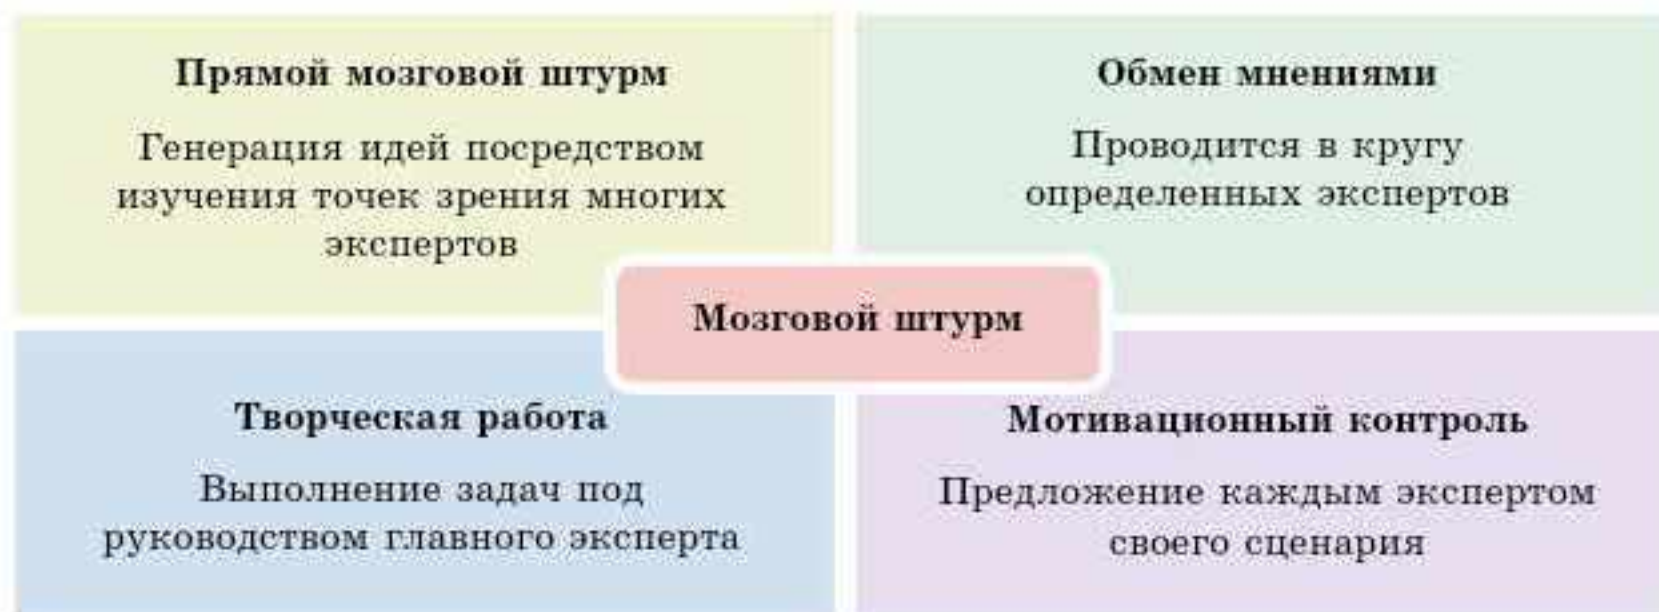 Прямой мозговой штурм
Генерация идей посредством
изучения точек зрения многих
экспертов
Обмен мнениями
Проводится в кругу
определенных экспертов
Мозговой штурм
Творческая работа
Выполнение задач под
руководством главного эксперта
Мотивационный контроль
Предложение каждым экспертом
своего сценария